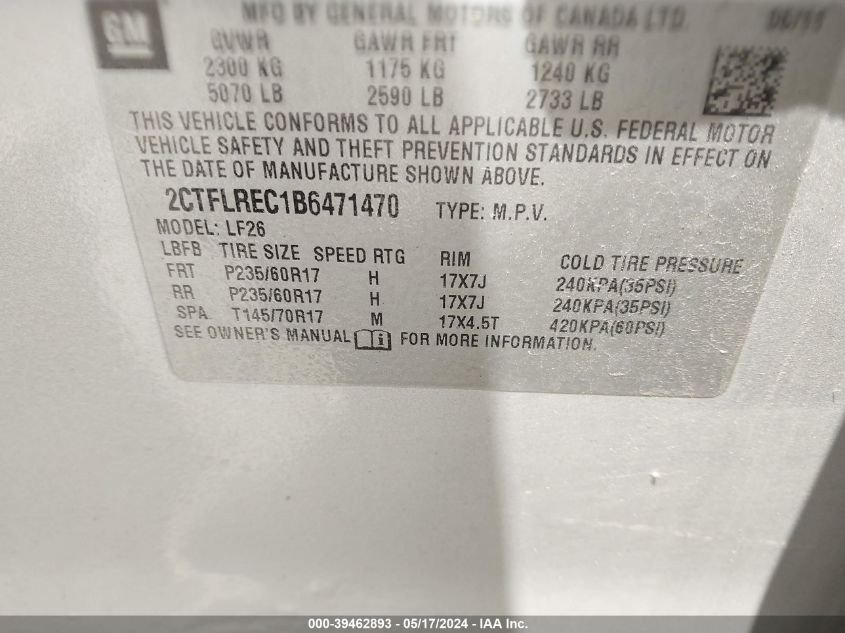 GM
MFD BY GENERAL MOTORS OF CANADA LTD. 06/11
GVWR GAWR FRT GAWR RR
2300 KG 1175 KG 1240 KG
5070 LB 2590 LB 2733 LB
THIS VEHICLE CONFORMS TO ALL APPLICABLE U.S. FEDERAL MOTOR
VEHICLE SAFETY AND THEFT PREVENTION STANDARDS IN EFFECT ON
THE DATE OF MANUFACTURE SHOWN ABOVE.
2CTFLREC1B6471470 TYPE: M.P.V.
MODEL: LF26
LBFB TIRE SIZE SPEED RTG RIM COLD TIRE PRESSURE
FRT P235/60R17 H 17X7J 240KPA(35PSI)
RR P235/60R17 H 17X7J 240KPA(35PSI)
SPA T145/70R17 M 17X4.5T 420KPA(60PSI)
SEE OWNER'S MANUAL i FOR MORE INFORMATION.
000-39462893 - 05/17/2024 - IAA Inc.